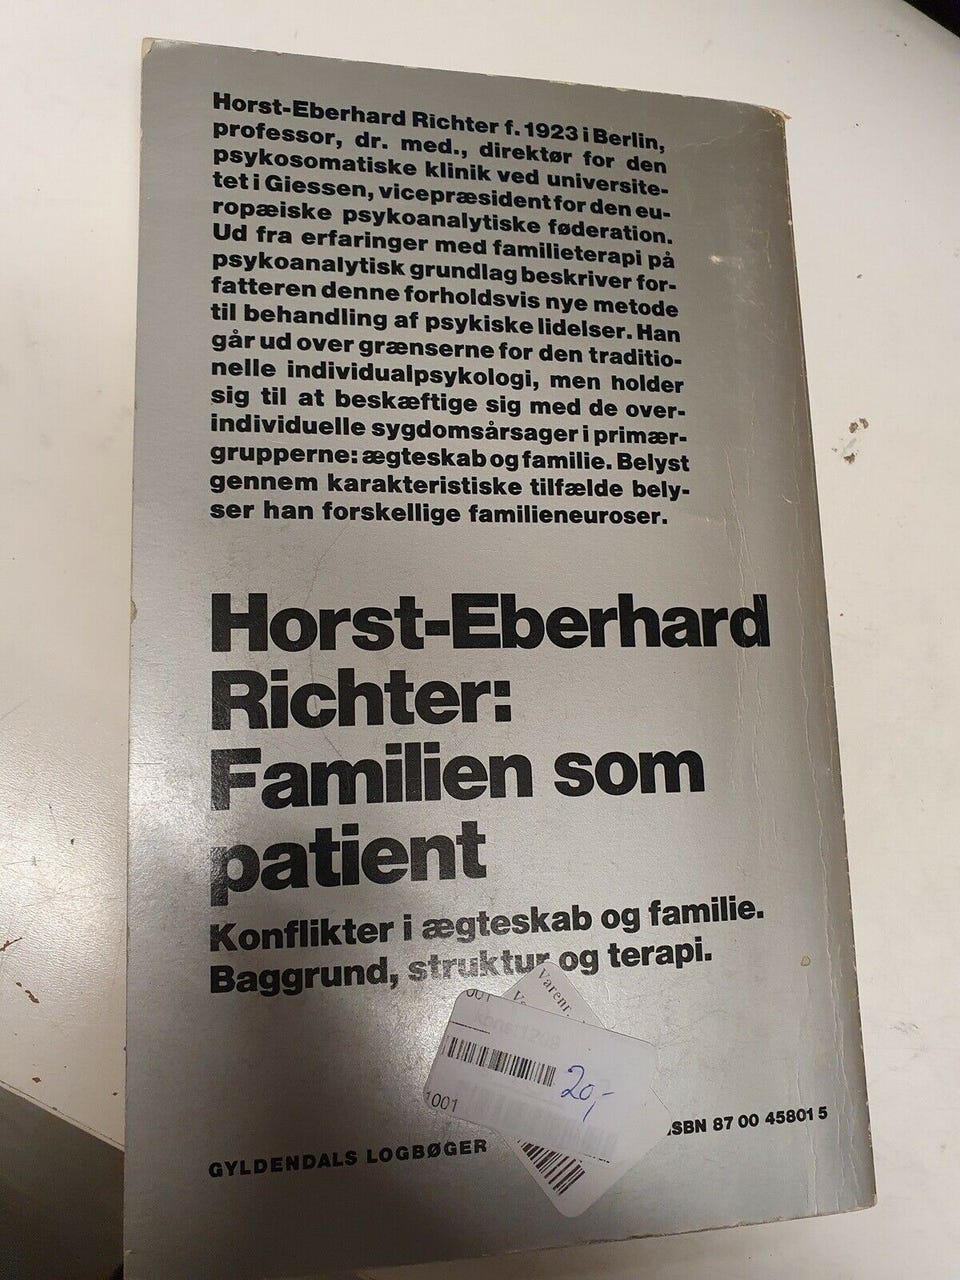 Horst-Eberhard Richter f. 1923 i Berlin,
professor, dr. med., direktør for den
psykosomatiske klinik ved universite-
tet i Giessen, vicepræsident for den eu-
ropæiske psykoanalytiske føderation.
Ud fra erfaringer med familieterapi på
psykoanalytisk grundlag beskriver for-
fatteren denne forholdsvis nye metode
til behandling af psykiske lidelser. Han
går ud over grænserne for den traditio-
nelle individualpsykologi, men holder
sig til at beskæftige sig med de over-
individuelle sygdomsårsager i primær-
grupperne: ægteskab og familie. Belyst
gennem karakteristiske tilfælde bely-
ser han forskellige familieneuroser.
Horst-Eberhard
Richter:
Familien som
patient
Konflikter i ægteskab og familie.
Baggrund, struktur og terapi.
Varenr.
001
20,-
1001
ISBN 87 00 45801 5
GYLDENDALS LOGBØGER